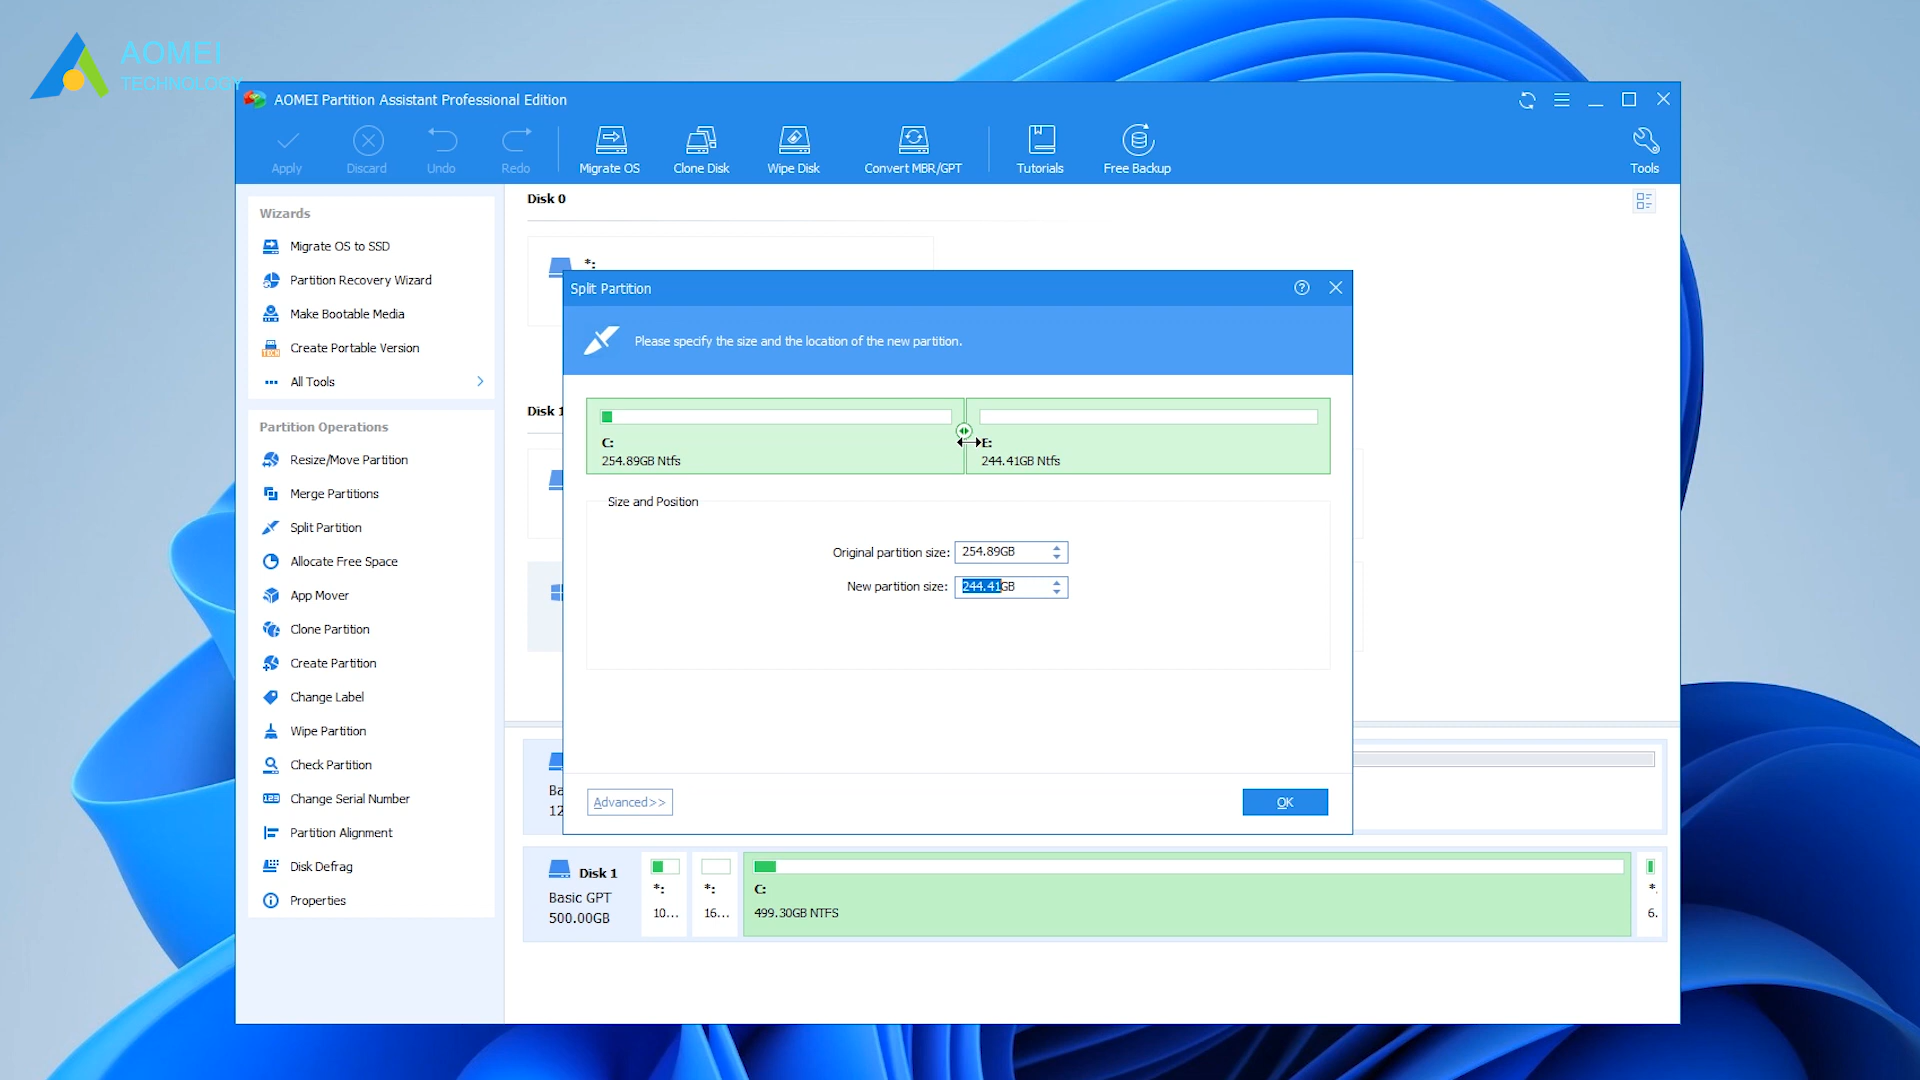 AOMEI
TECHNOLOGY
AOMEI Partition Assistant Professional Edition
Apply
Discard
Undo
Redo
Migrate OS
Clone Disk
Wipe Disk
Convert MBR/GPT
Tutorials
Free Backup
Tools
Wizards
Migrate OS to SSD
Partition Recovery Wizard
Make Bootable Media
TECH
Create Portable Version
All Tools
Partition Operations
Resize/Move Partition
Merge Partitions
Split Partition
Allocate Free Space
App Mover
Clone Partition
Create Partition
Change Label
Wipe Partition
Check Partition
Change Serial Number
Partition Alignment
Disk Defrag
Properties
Disk 0
*:
Disk 1
Split Partition
Please specify the size and the location of the new partition.
C:
254.89GB Ntfs
E:
244.41GB Ntfs
Size and Position
Original partition size: 254.89GB
New partition size: 244.41GB
Advanced>>
OK
Ba
12
Disk 1
Basic GPT
500.00GB
*:
10...
*:
16...
C:
499.30GB NTFS
*.
6.